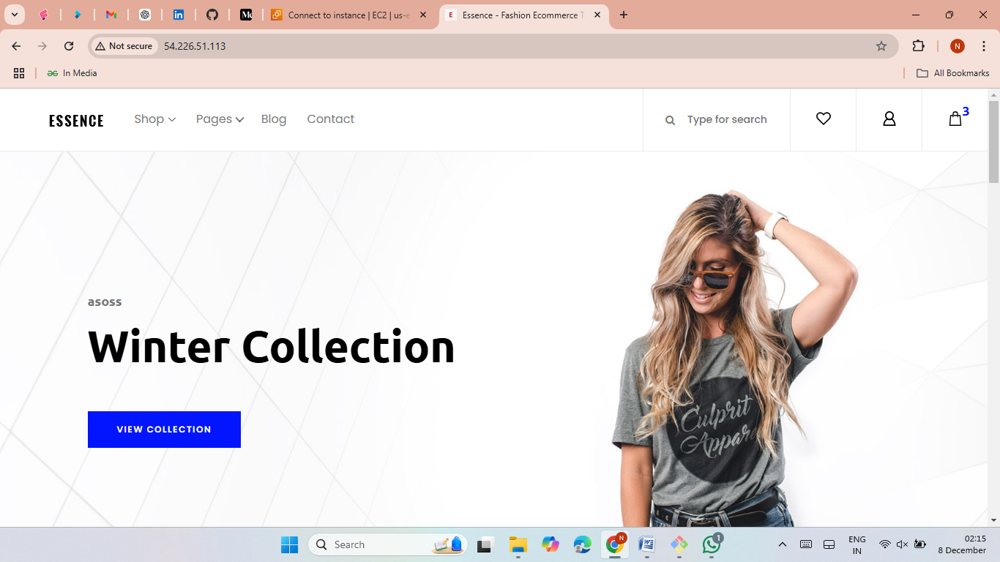 Connect to instance | EC2 | us-e
Essence - Fashion Ecommerce T
Not secure
54.226.51.113
N
In Media
All Bookmarks
ESSENCE
Shop
Pages
Blog
Contact
Type for search
3
asoss
Winter Collection
VIEW COLLECTION
Culprit
Appare
Search
N
1
ENG
IN
02:15
8 December